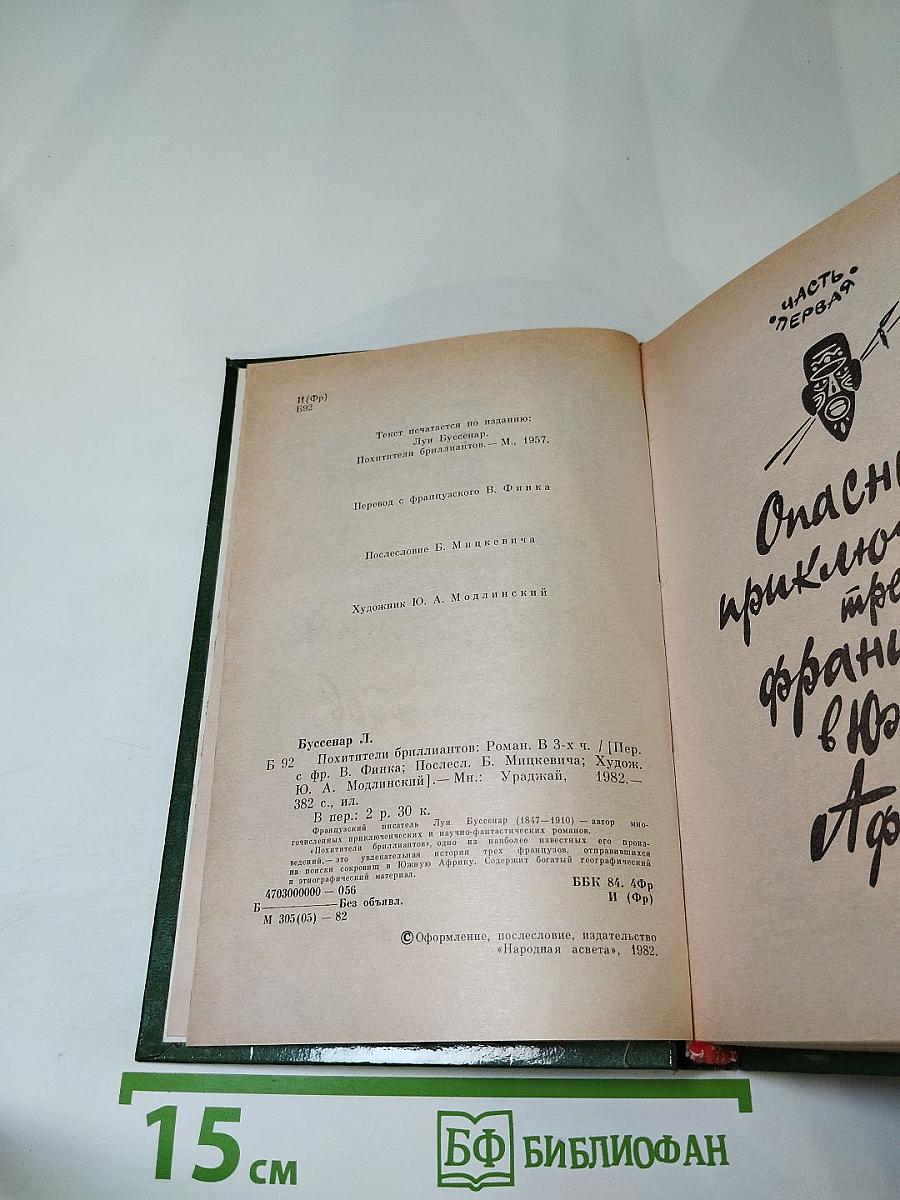 И(Фр)
Б92
Текст печатается по изданию:
Луи Буссенар.
Похитители бриллиантов.— М., 1957.
Перевод с французского В. Финка
Послесловие Б. Мицкевича
Художник Ю. А. Модлинский
Буссенар Л.
Б 92 Похитители бриллиантов: Роман. В 3-х ч. / [Пер.
с фр. В. Финка; Послесл. Б. Мицкевича; Худож.
Ю. А. Модлинский].— Мн.: Ураджай, 1982.—
382 с., ил.
В пер.: 2 р. 30 к.
Французский писатель Луи Буссенар (1847—1910) — автор мно-
гочисленных приключенческих и научно-фантастических романов.
«Похитители бриллиантов», одно из наиболее известных его произ-
ведений,— это увлекательная история трех французов, отправившихся
на поиски сокровищ в Южную Африку. Содержит богатый географический
и этнографический материал.
4703000000 — 056
Б————Без объявл.
М 305(05) — 82
ББК 84. 4Фр
И (Фр)
© Оформление, послесловие, издательство
«Народная асвета», 1982.
ЧАСТЬ
ПЕРВАЯ
Опасн
приклю
тре
франц
в Юж
Аф
15 см
БФ БИБЛИОФАН